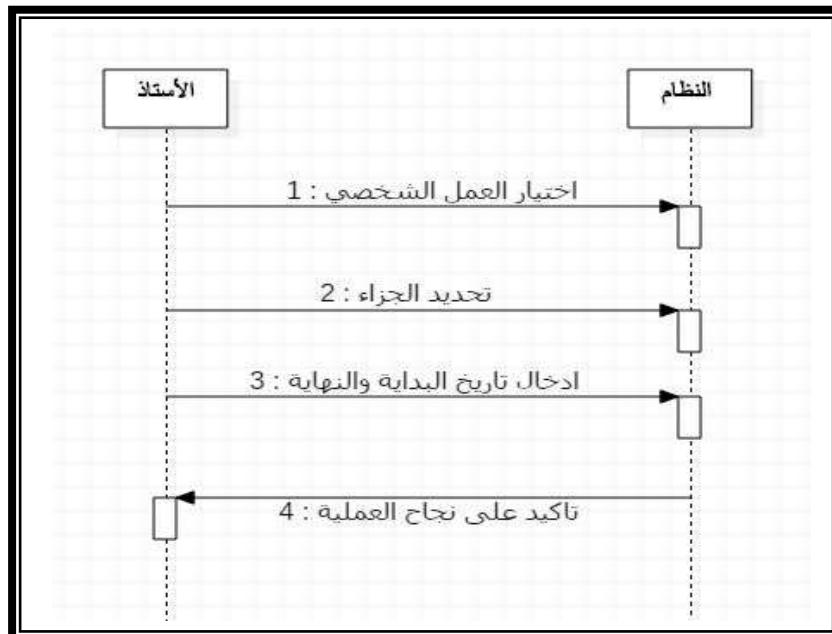 الأستاذ
النظام
1 : اختيار العمل الشخصي
2 : تحديد الجزاء
3 : ادخال تاريخ البداية والنهاية
4 : تاكيد على نجاح العملية